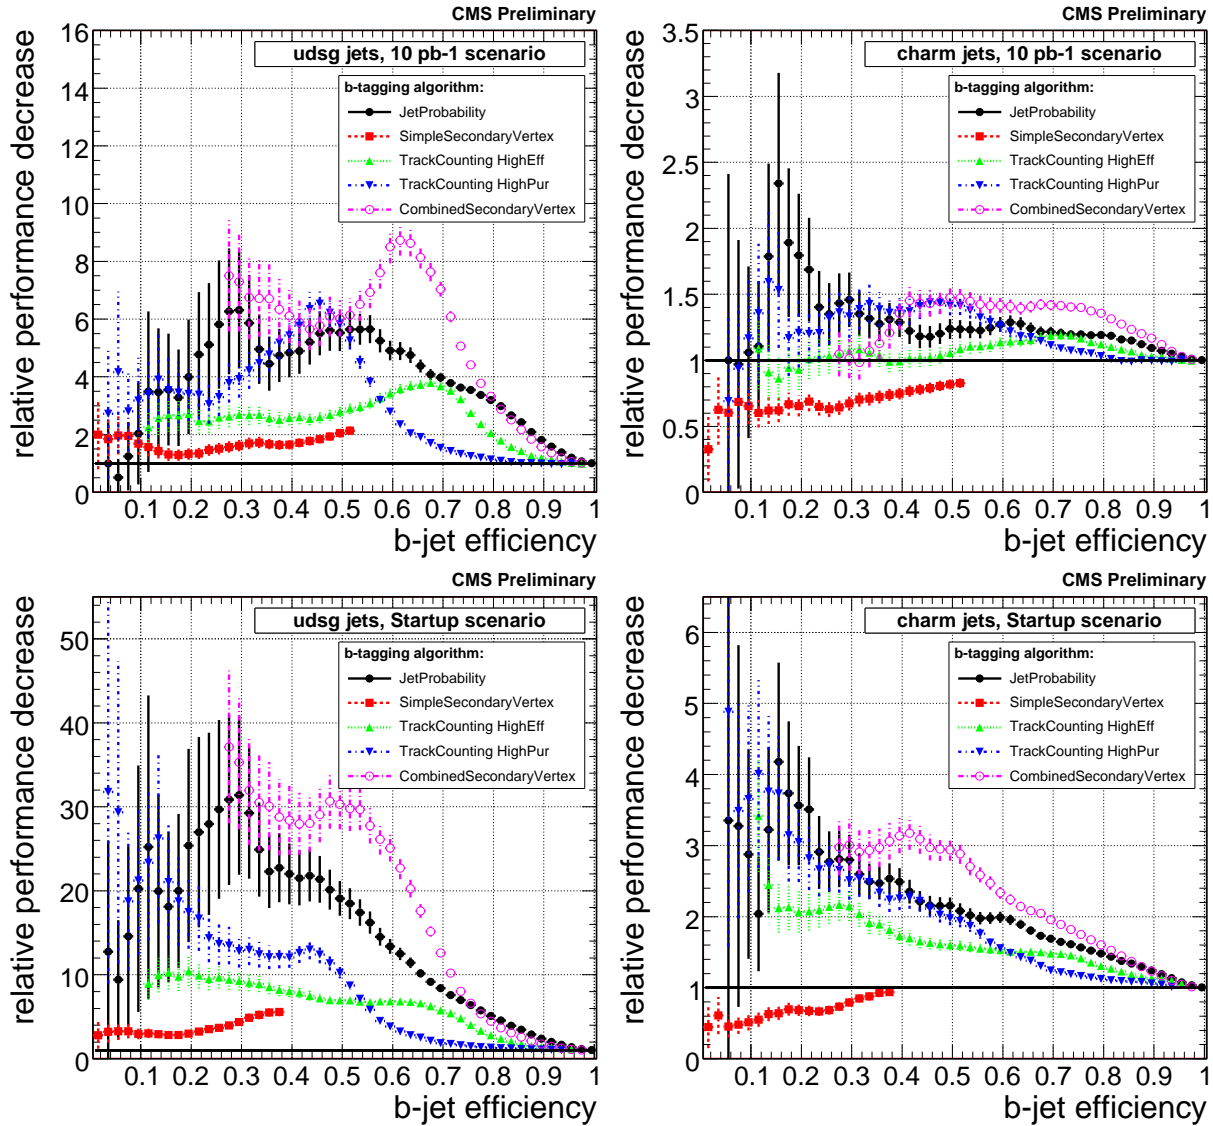 CMS Preliminary
relative performance decrease
udsg jets, 10 pb-1 scenario
b-tagging algorithm:
JetProbability
SimpleSecondaryVertex
TrackCounting HighEff
TrackCounting HighPur
CombinedSecondaryVertex
16
14
12
10
8
6
4
2
0
0.1 0.2 0.3 0.4 0.5 0.6 0.7 0.8 0.9 1
b-jet efficiency
CMS Preliminary
relative performance decrease
charm jets, 10 pb-1 scenario
b-tagging algorithm:
JetProbability
SimpleSecondaryVertex
TrackCounting HighEff
TrackCounting HighPur
CombinedSecondaryVertex
3.5
3
2.5
2
1.5
1
0.5
0
0.1 0.2 0.3 0.4 0.5 0.6 0.7 0.8 0.9 1
b-jet efficiency
CMS Preliminary
relative performance decrease
udsg jets, Startup scenario
b-tagging algorithm:
JetProbability
SimpleSecondaryVertex
TrackCounting HighEff
TrackCounting HighPur
CombinedSecondaryVertex
50
40
30
20
10
0
0.1 0.2 0.3 0.4 0.5 0.6 0.7 0.8 0.9 1
b-jet efficiency
CMS Preliminary
relative performance decrease
charm jets, Startup scenario
b-tagging algorithm:
JetProbability
SimpleSecondaryVertex
TrackCounting HighEff
TrackCounting HighPur
CombinedSecondaryVertex
6
5
4
3
2
1
0
0.1 0.2 0.3 0.4 0.5 0.6 0.7 0.8 0.9 1
b-jet efficiency